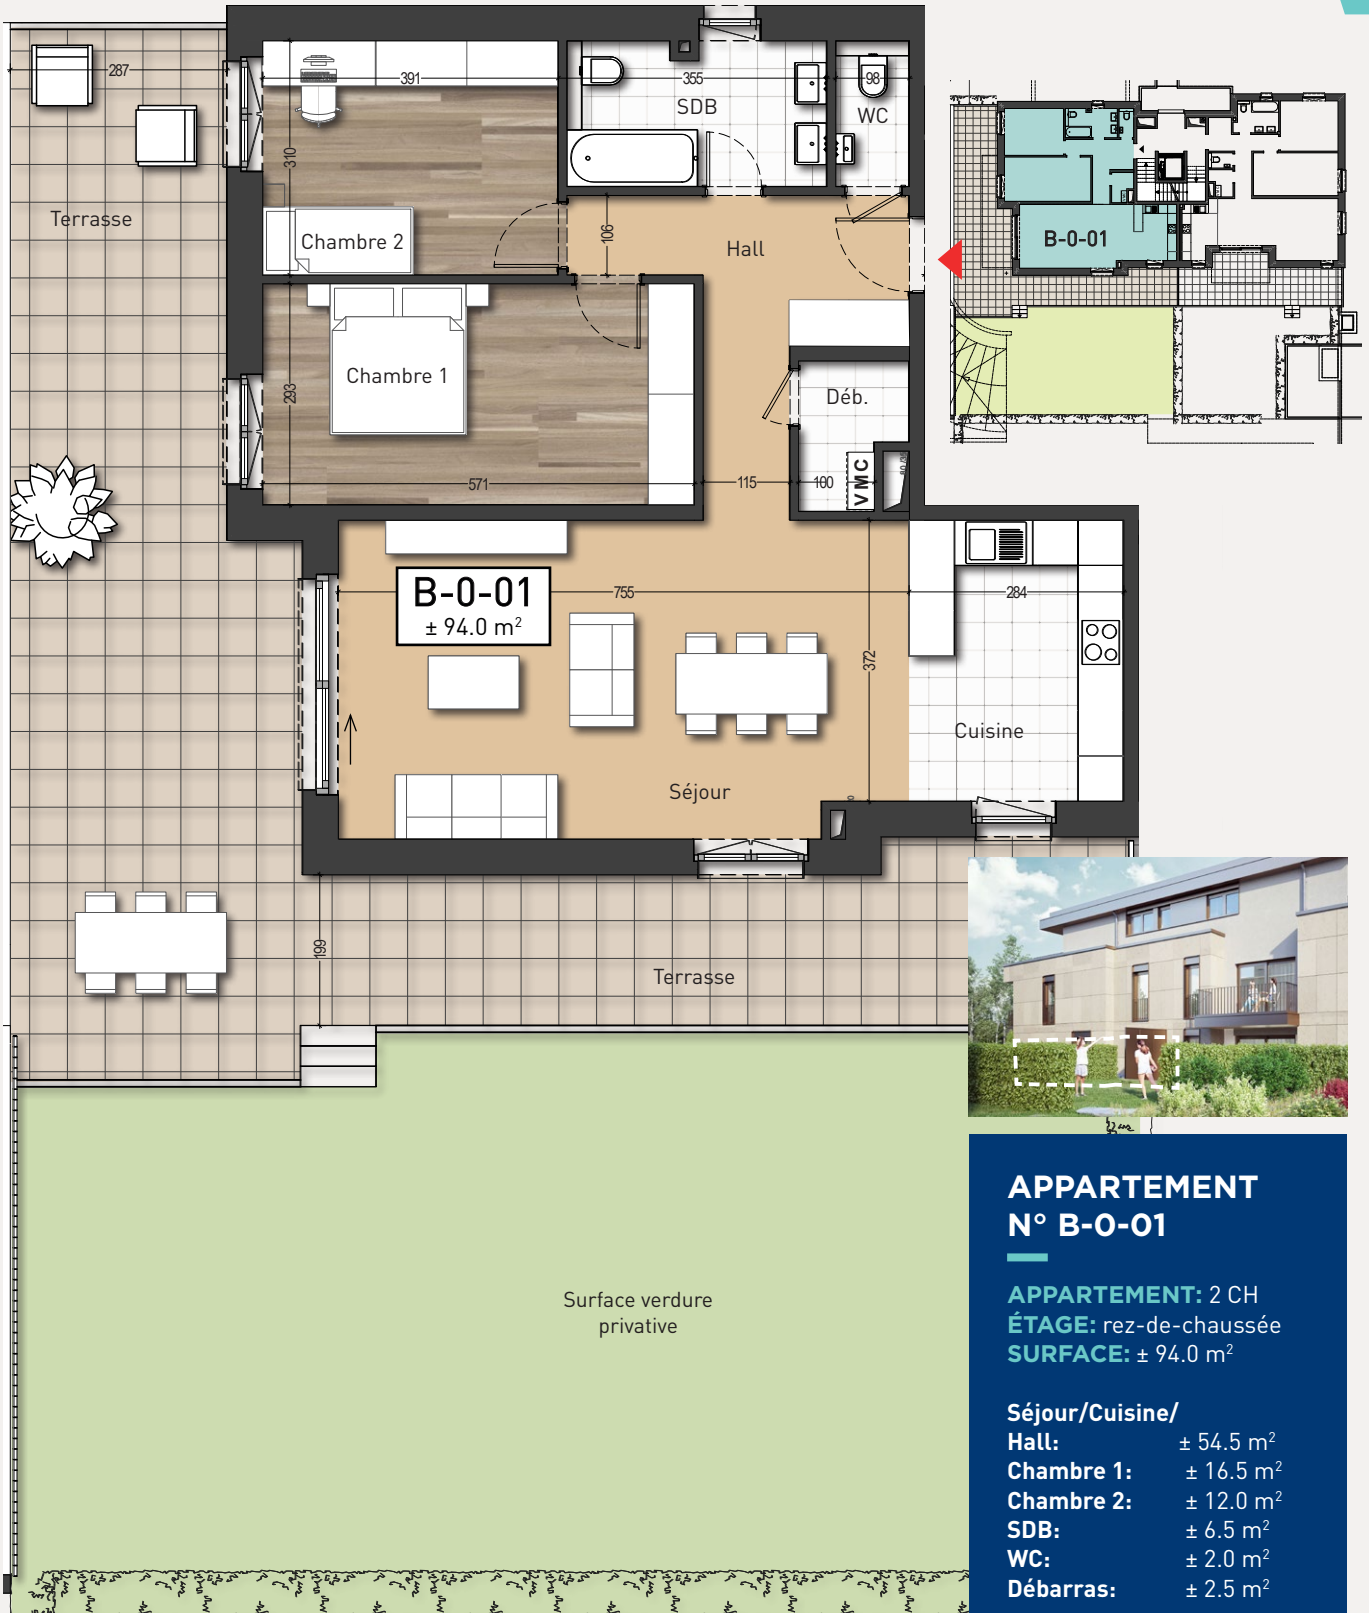 287
391
355
SDB
98
WC
310
Terrasse
Chambre 2
106
Hall
B-0-01
Chambre 1
293
Déb.
571
115
100
VMC
B-0-01
± 94.0 m²
755
284
372
Cuisine
Séjour
199
Terrasse
Surface verdure
privative
APPARTEMENT
N° B-0-01
APPARTEMENT: 2 CH
ÉTAGE: rez-de-chaussée
SURFACE: ± 94.0 m²
Séjour/Cuisine/
Hall: ± 54.5 m²
Chambre 1: ± 16.5 m²
Chambre 2: ± 12.0 m²
SDB: ± 6.5 m²
WC: ± 2.0 m²
Débarras: ± 2.5 m²